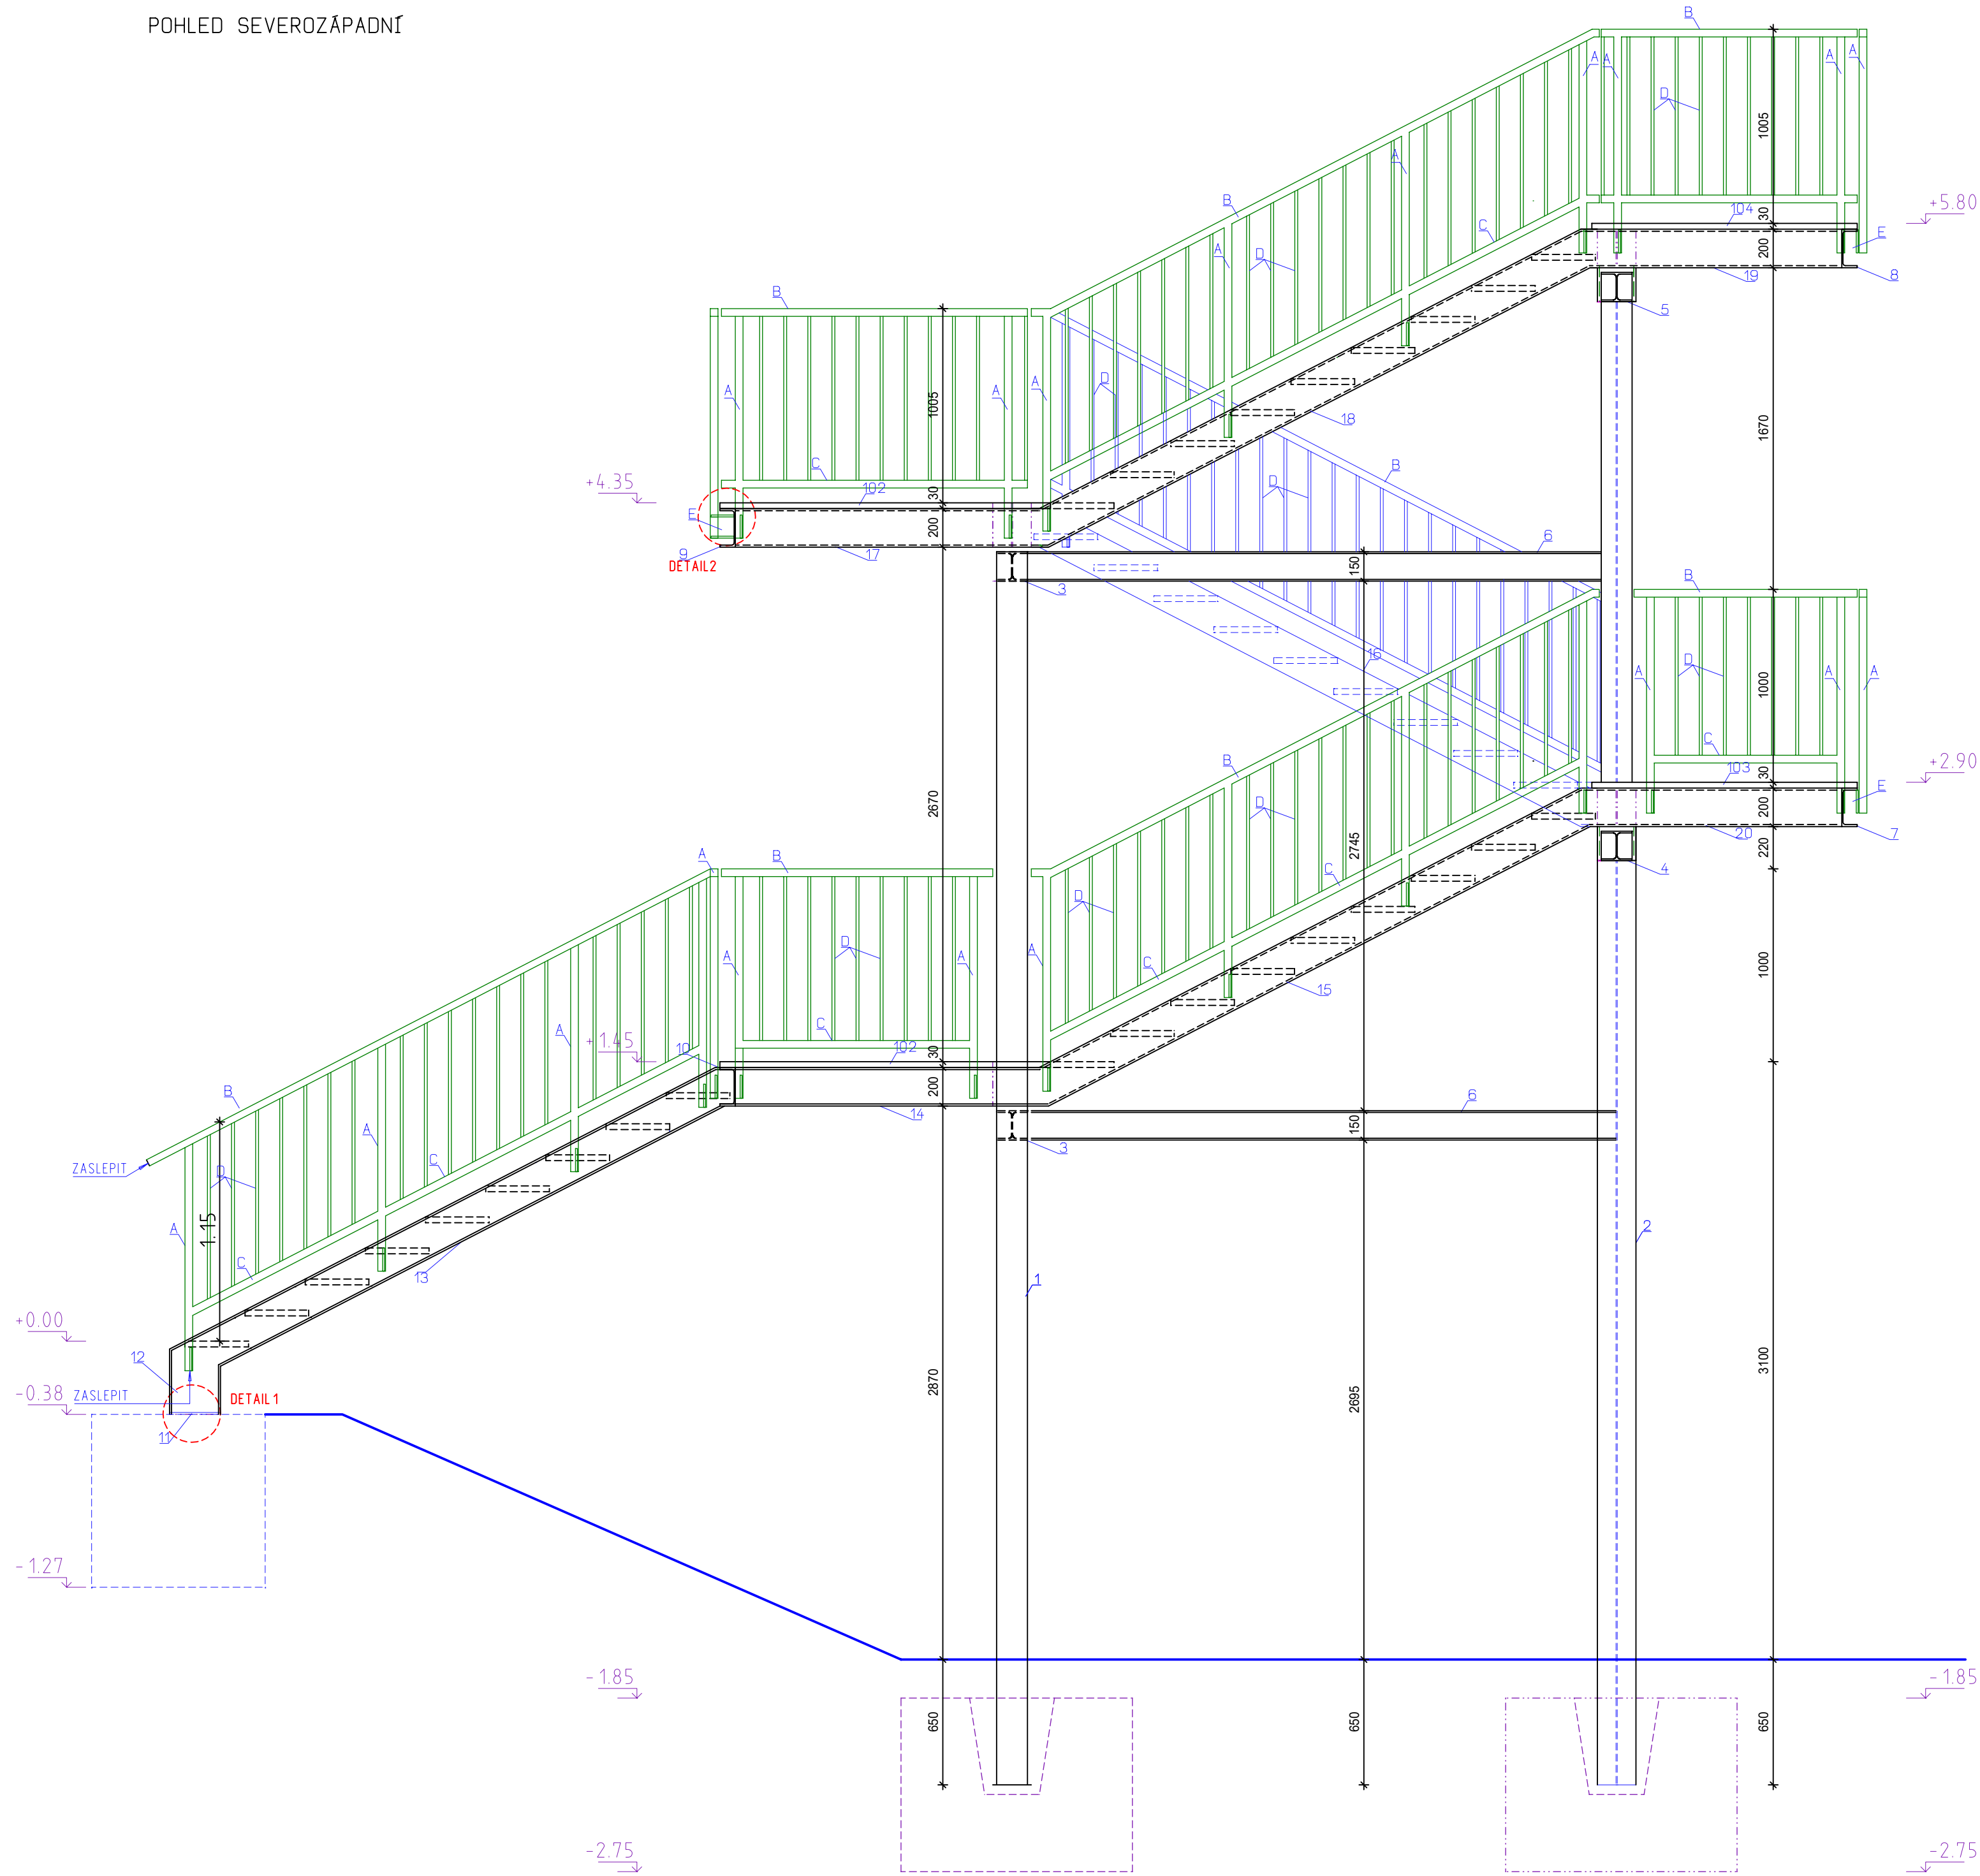 POHLED SEVEROZÁPADNÍ
B
A
A
A
A
D
1005
B
A
A
D
C
104
30
+5.80
E
200
19
8
5
B
A
1005
A
A
C
+4.35
30
102
E
200
9
17
DETAIL2
3
D
18
B
D
6
150
1670
16
B
A
D
1000
A
A
C
103
30
+2.90
E
200
20
7
220
4
2670
2745
B
D
C
15
A
B
A
D
A
C
A
D
C
+1.45
10
102
30
200
14
1000
6
150
3
B
A
A
D
C
ZASLEPIT
1.15
A
C
13
2
1
+0.00
12
-0.38
ZASLEPIT
DETAIL1
11
2870
2695
3100
-1.27
-1.85
-1.85
650
650
650
-2.75
-2.75